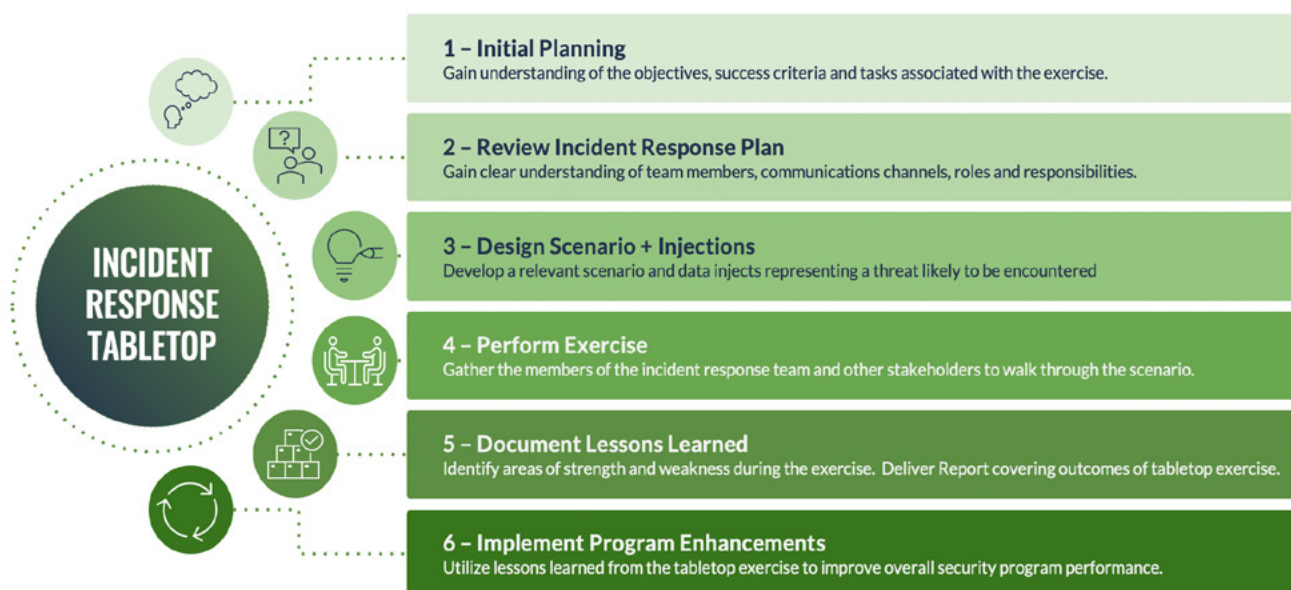 INCIDENT
RESPONSE
TABLETOP
1 – Initial Planning
Gain understanding of the objectives, success criteria and tasks associated with the exercise.
?
2 – Review Incident Response Plan
Gain clear understanding of team members, communications channels, roles and responsibilities.
3 – Design Scenario + Injections
Develop a relevant scenario and data injects representing a threat likely to be encountered
4 – Perform Exercise
Gather the members of the incident response team and other stakeholders to walk through the scenario.
5 – Document Lessons Learned
Identify areas of strength and weakness during the exercise.  Deliver Report covering outcomes of tabletop exercise.
6 – Implement Program Enhancements
Utilize lessons learned from the tabletop exercise to improve overall security program performance.